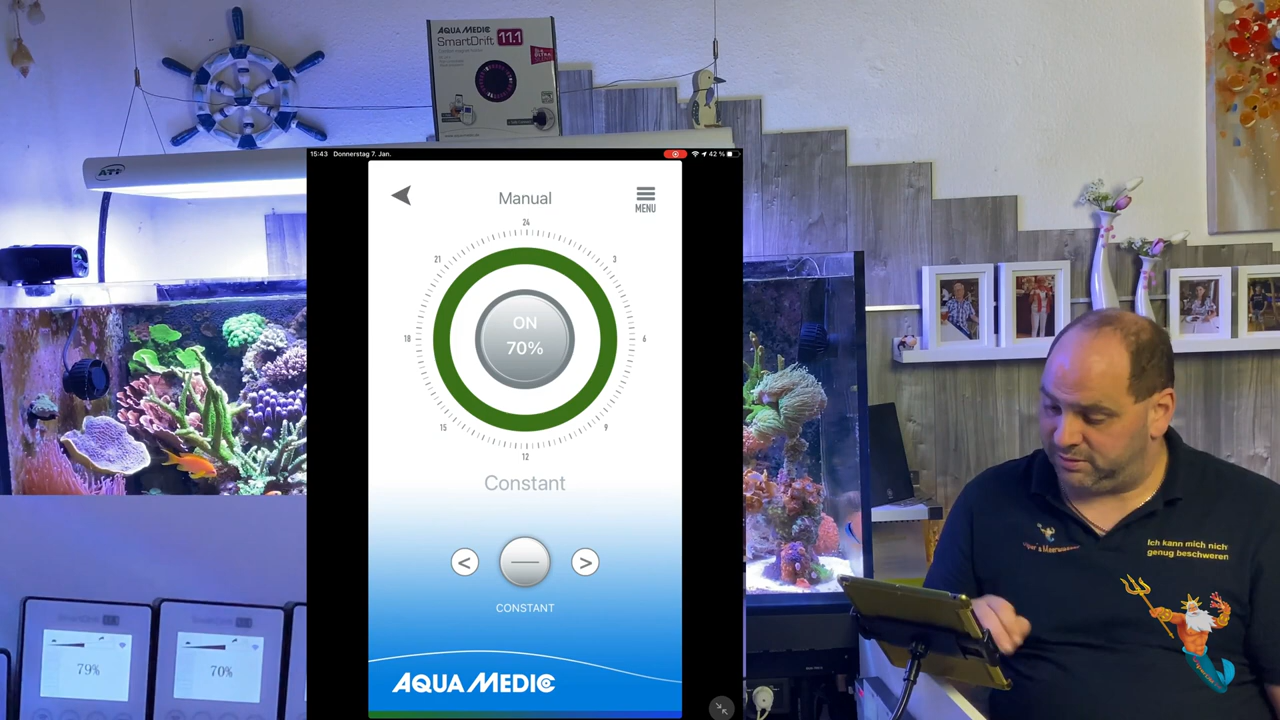 AQUA MEDIC
SmartDrift 11.1
ATI
15:43 Donnerstag 7. Jan.
42 %
Manual
MENU
24
21
3
ON
70%
18
6
15
9
12
Constant
<
>
CONSTANT
AQUA MEDIC
79%
70%
Ich kann mich nicht
genug beschweren